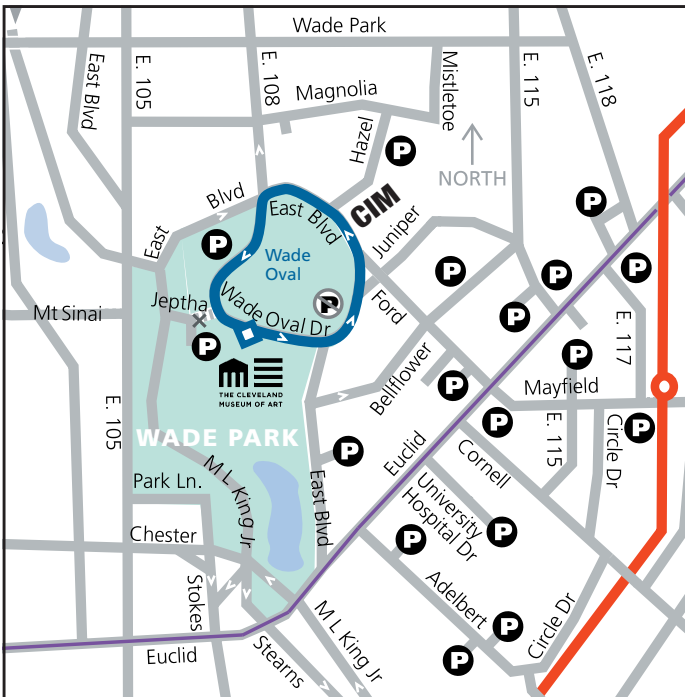 Wade Park
East Blvd
E. 105
E. 108
Magnolia
Mistletoe
E. 115
E. 118
Hazel
P
NORTH
Blvd
East
CIM
P
East Blvd
Juniper
P
Wade
Oval
P
P
P
Jeptha
Wade Oval Dr
P
Ford
P
Mt Sinai
P
E. 117
P
THE CLEVELAND
MUSEUM OF ART
Bellflower
P
Mayfield
E. 105
WADE PARK
P
E. 115
Circle Dr
P
Euclid
Cornell
P
M L King Jr
East Blvd
Park Ln.
University
Hospital Dr
P
Chester
P
Stokes
Adelbert
Circle Dr
M L King Jr
P
Euclid
Stearns
P